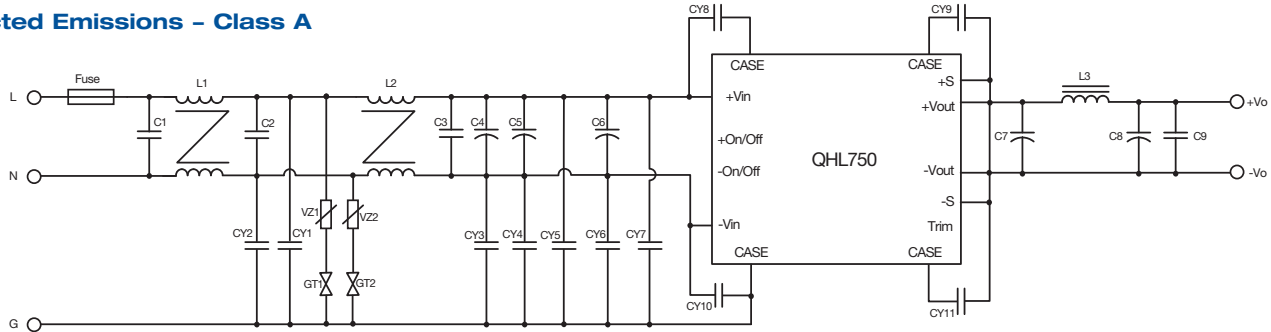 cted Emissions – Class A
CY8
CY9
Fuse
L1
L2
CASE
CASE
+S
L3
L
+Vin
+Vout
+Vo
C1
C2
C3
C4
C5
C6
C7
C8
C9
+On/Off
QHL750
-On/Off
-Vout
N
-Vo
-S
VZ1
VZ2
-Vin
Trim
CY2
CY1
CY3
CY4
CY5
CY6
CY7
CASE
CASE
GT1
GT2
CY10
CY11
G